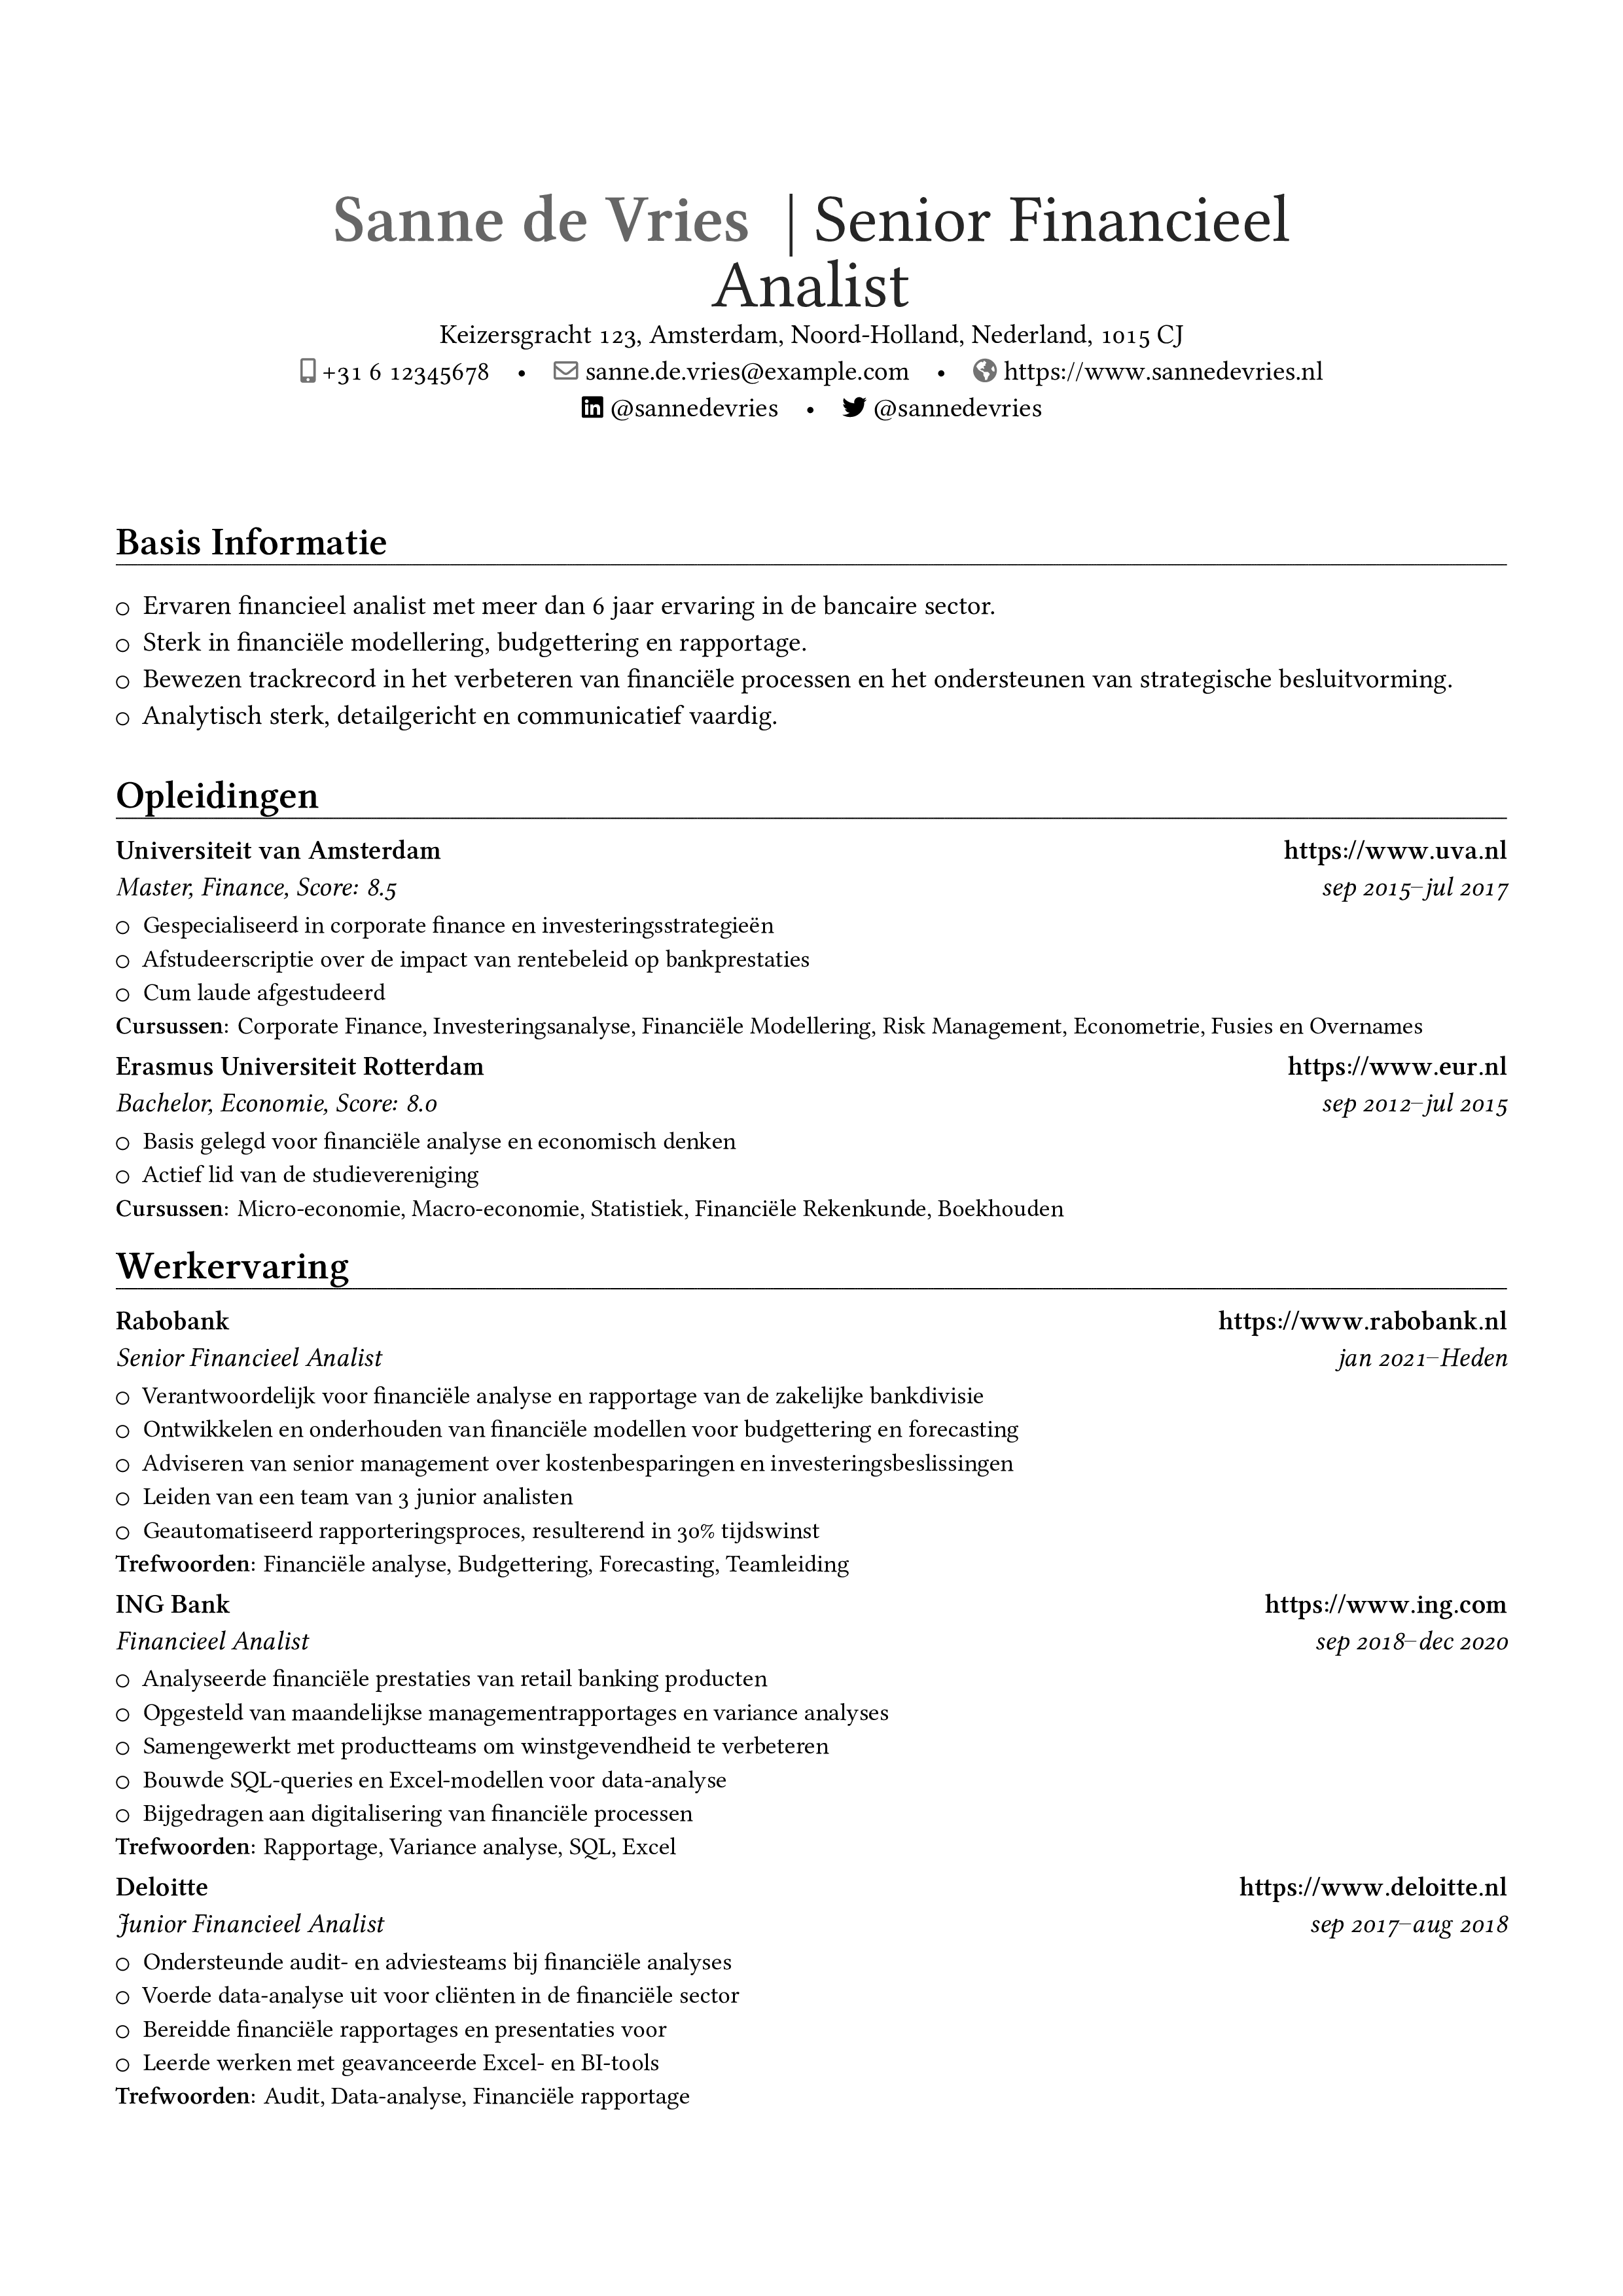 Sanne de Vries | Senior Financieel
Analist
Keizersgracht 123, Amsterdam, Noord-Holland, Nederland, 1015 CJ
+31 6 12345678 • sanne.de.vries@example.com • https://www.sannedevries.nl
@sannedevries • @sannedevries
Basis Informatie
Ervaren financieel analist met meer dan 6 jaar ervaring in de bancaire sector.
Sterk in financiële modellering, budgettering en rapportage.
Bewezen trackrecord in het verbeteren van financiële processen en het ondersteunen van strategische besluitvorming.
Analytisch sterk, detailgericht en communicatief vaardig.
Opleidingen
Universiteit van Amsterdam https://www.uva.nl
Master, Finance, Score: 8.5 sep 2015–jul 2017
Gespecialiseerd in corporate finance en investeringsstrategieën
Afstudeerscriptie over de impact van rentebeleid op bankprestaties
Cum laude afgestudeerd
Cursussen: Corporate Finance, Investeringsanalyse, Financiële Modellering, Risk Management, Econometrie, Fusies en Overnames
Erasmus Universiteit Rotterdam https://www.eur.nl
Bachelor, Economie, Score: 8.0 sep 2012–jul 2015
Basis gelegd voor financiële analyse en economisch denken
Actief lid van de studievereniging
Cursussen: Micro-economie, Macro-economie, Statistiek, Financiële Rekenkunde, Boekhouden
Werkervaring
Rabobank https://www.rabobank.nl
Senior Financieel Analist jan 2021–Heden
Verantwoordelijk voor financiële analyse en rapportage van de zakelijke bankdivisie
Ontwikkelen en onderhouden van financiële modellen voor budgettering en forecasting
Adviseren van senior management over kostenbesparingen en investeringsbeslissingen
Leiden van een team van 3 junior analisten
Geautomatiseerd rapporteringsproces, resulterend in 30% tijdswinst
Trefwoorden: Financiële analyse, Budgettering, Forecasting, Teamleiding
ING Bank https://www.ing.com
Financieel Analist sep 2018–dec 2020
Analyseerde financiële prestaties van retail banking producten
Opgesteld van maandelijkse managementrapportages en variance analyses
Samengewerkt met productteams om winstgevendheid te verbeteren
Bouwde SQL-queries en Excel-modellen voor data-analyse
Bijgedragen aan digitalisering van financiële processen
Trefwoorden: Rapportage, Variance analyse, SQL, Excel
Deloitte https://www.deloitte.nl
Junior Financieel Analist sep 2017–aug 2018
Ondersteunde audit- en adviesteams bij financiële analyses
Voerde data-analyse uit voor cliënten in de financiële sector
Bereidde financiële rapportages en presentaties voor
Leerde werken met geavanceerde Excel- en BI-tools
Trefwoorden: Audit, Data-analyse, Financiële rapportage